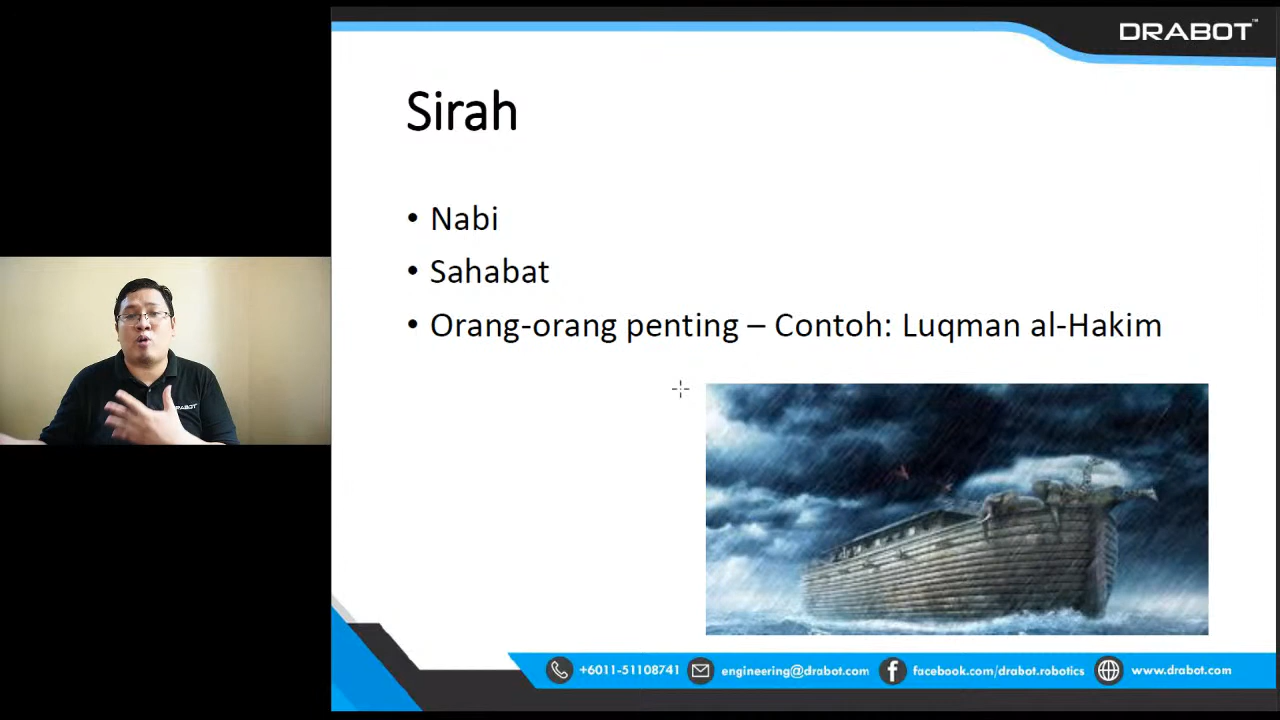 DRABOT™
Sirah
• Nabi
• Sahabat
• Orang-orang penting – Contoh: Luqman al-Hakim
DRABOT
+6011-51108741 engineering@drabot.com facebook.com/drabot.robotics www.drabot.com